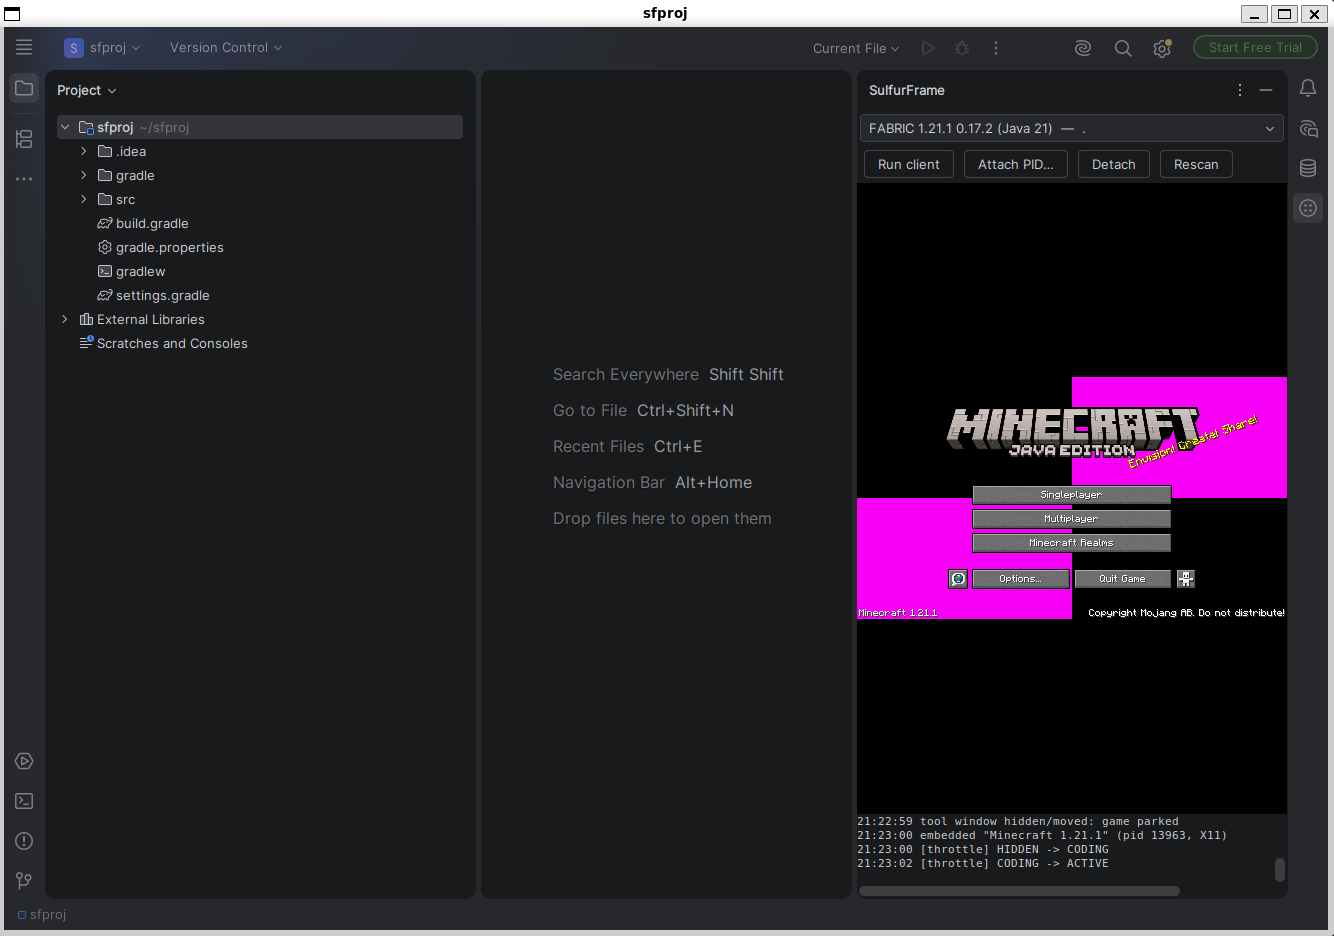 sfproj
S sfproj
Version Control
Current File
Start Free Trial
Project
sfproj ~/sfproj
.idea
gradle
src
build.gradle
gradle.properties
gradlew
settings.gradle
External Libraries
Scratches and Consoles
Search Everywhere Shift Shift
Go to File Ctrl+Shift+N
Recent Files Ctrl+E
Navigation Bar Alt+Home
Drop files here to open them
SulfurFrame
FABRIC 1.21.1 0.17.2 (Java 21) — .
Run client
Attach PID...
Detach
Rescan
MINECRAFT
JAVA EDITION
Envision! Create! Share!
Singleplayer
Multiplayer
Minecraft Realms
Options...
Quit Game
Minecraft 1.21.1
Copyright Mojang AB. Do not distribute!
21:22:59 tool window hidden/moved: game parked
21:23:00 embedded "Minecraft 1.21.1" (pid 13963, X11)
21:23:00 [throttle] HIDDEN -> CODING
21:23:02 [throttle] CODING -> ACTIVE
sfproj